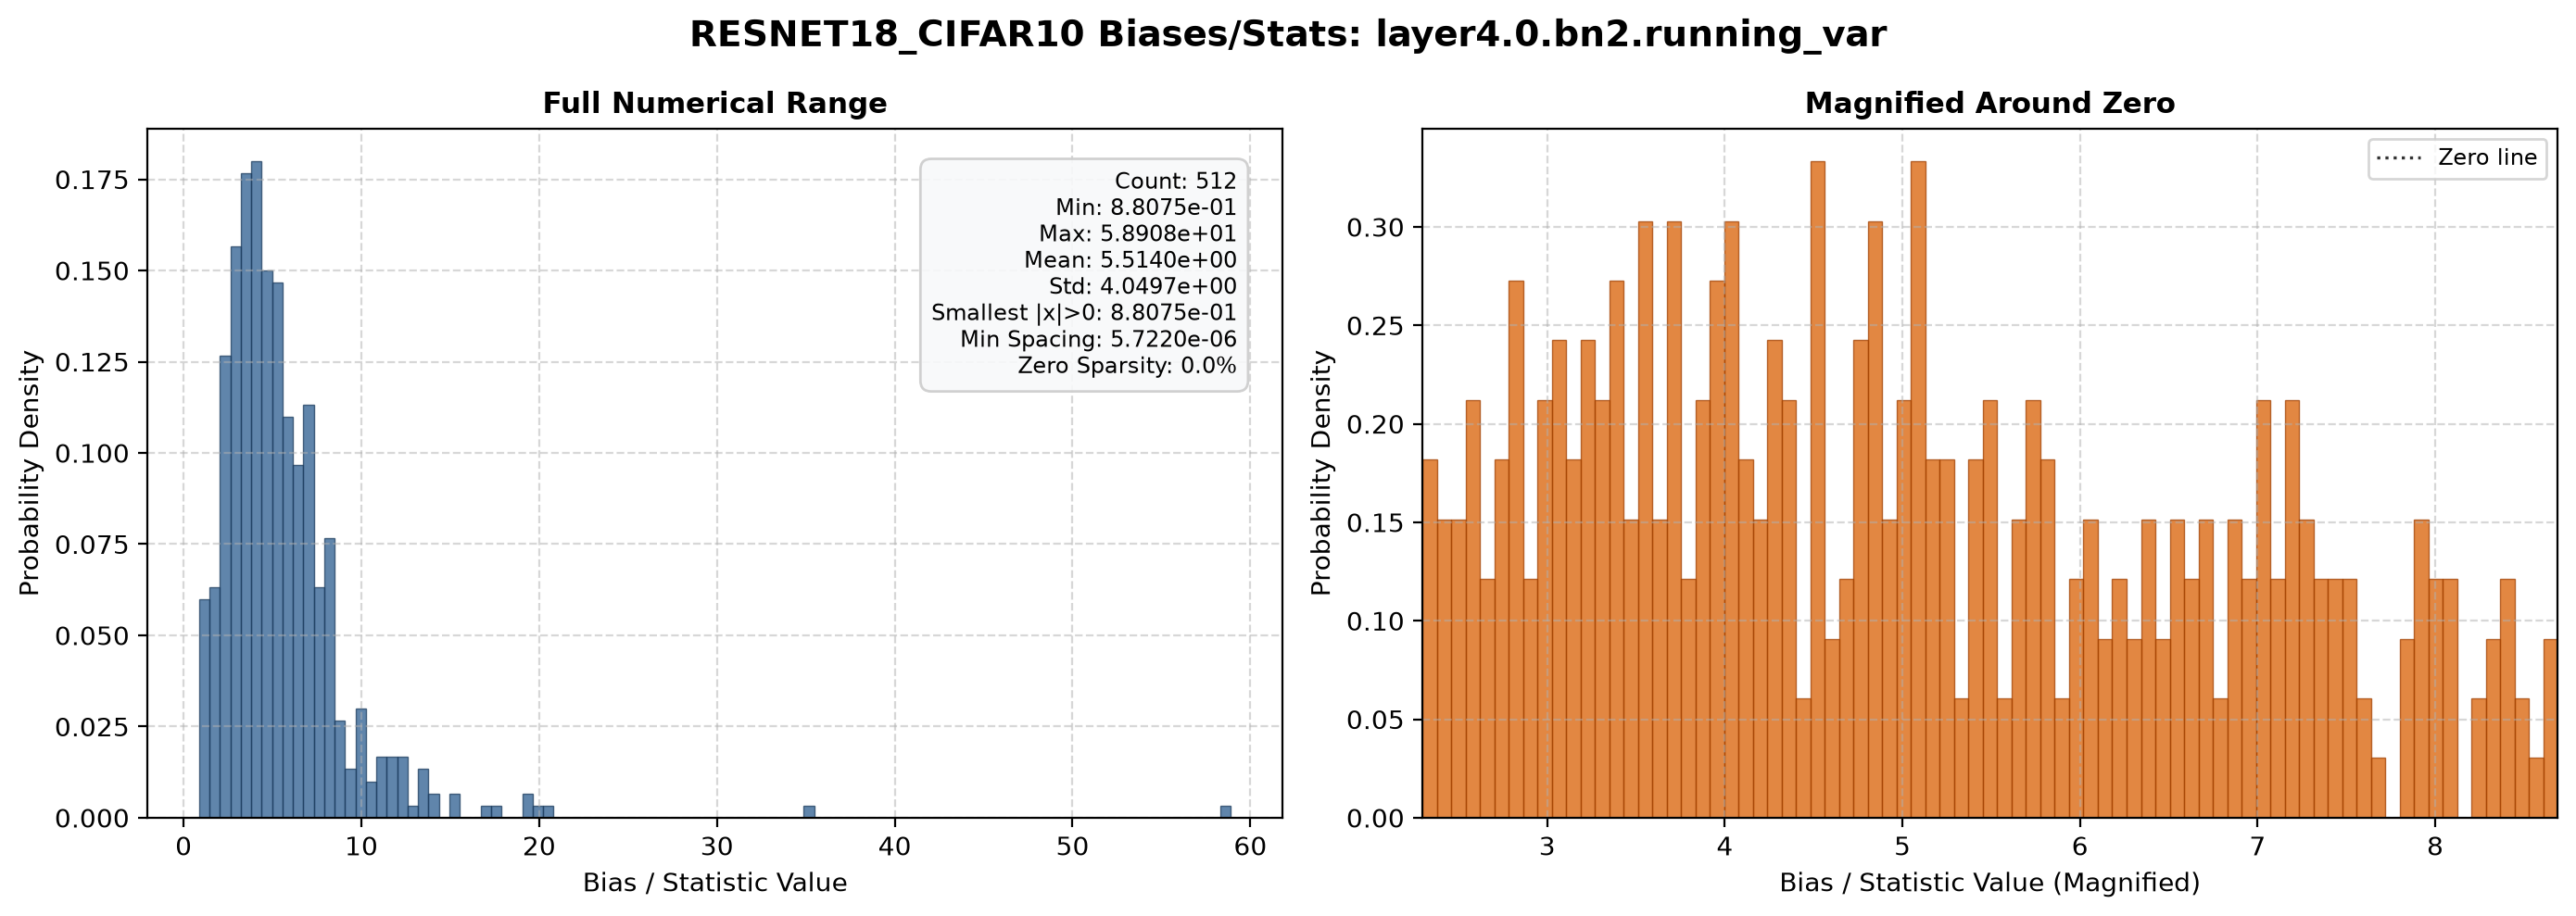 RESNET18_CIFAR10 Biases/Stats: layer4.0.bn2.running_var
Full Numerical Range
Probability Density
0.175
0.150
0.125
0.100
0.075
0.050
0.025
0.000
Count: 512
Min: 8.8075e-01
Max: 5.8908e+01
Mean: 5.5140e+00
Std: 4.0497e+00
Smallest |x|>0: 8.8075e-01
Min Spacing: 5.7220e-06
Zero Sparsity: 0.0%
0 10 20 30 40 50 60
Bias / Statistic Value
Magnified Around Zero
Zero line
Probability Density
0.30
0.25
0.20
0.15
0.10
0.05
0.00
3 4 5 6 7 8
Bias / Statistic Value (Magnified)